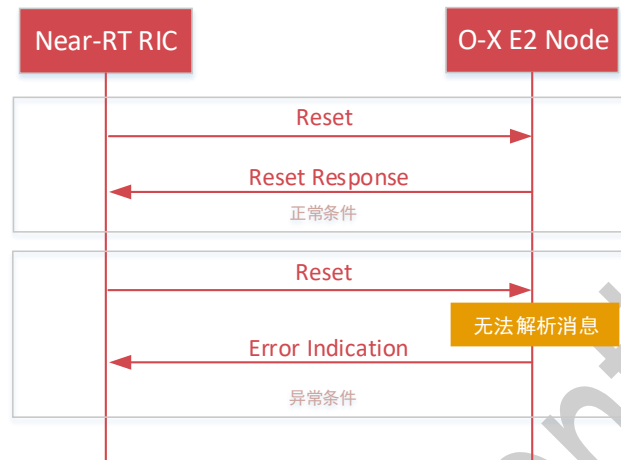 Near-RT RIC
O-X E2 Node
Reset
Reset Response
正常条件
Reset
无法解析消息
Error Indication
异常条件